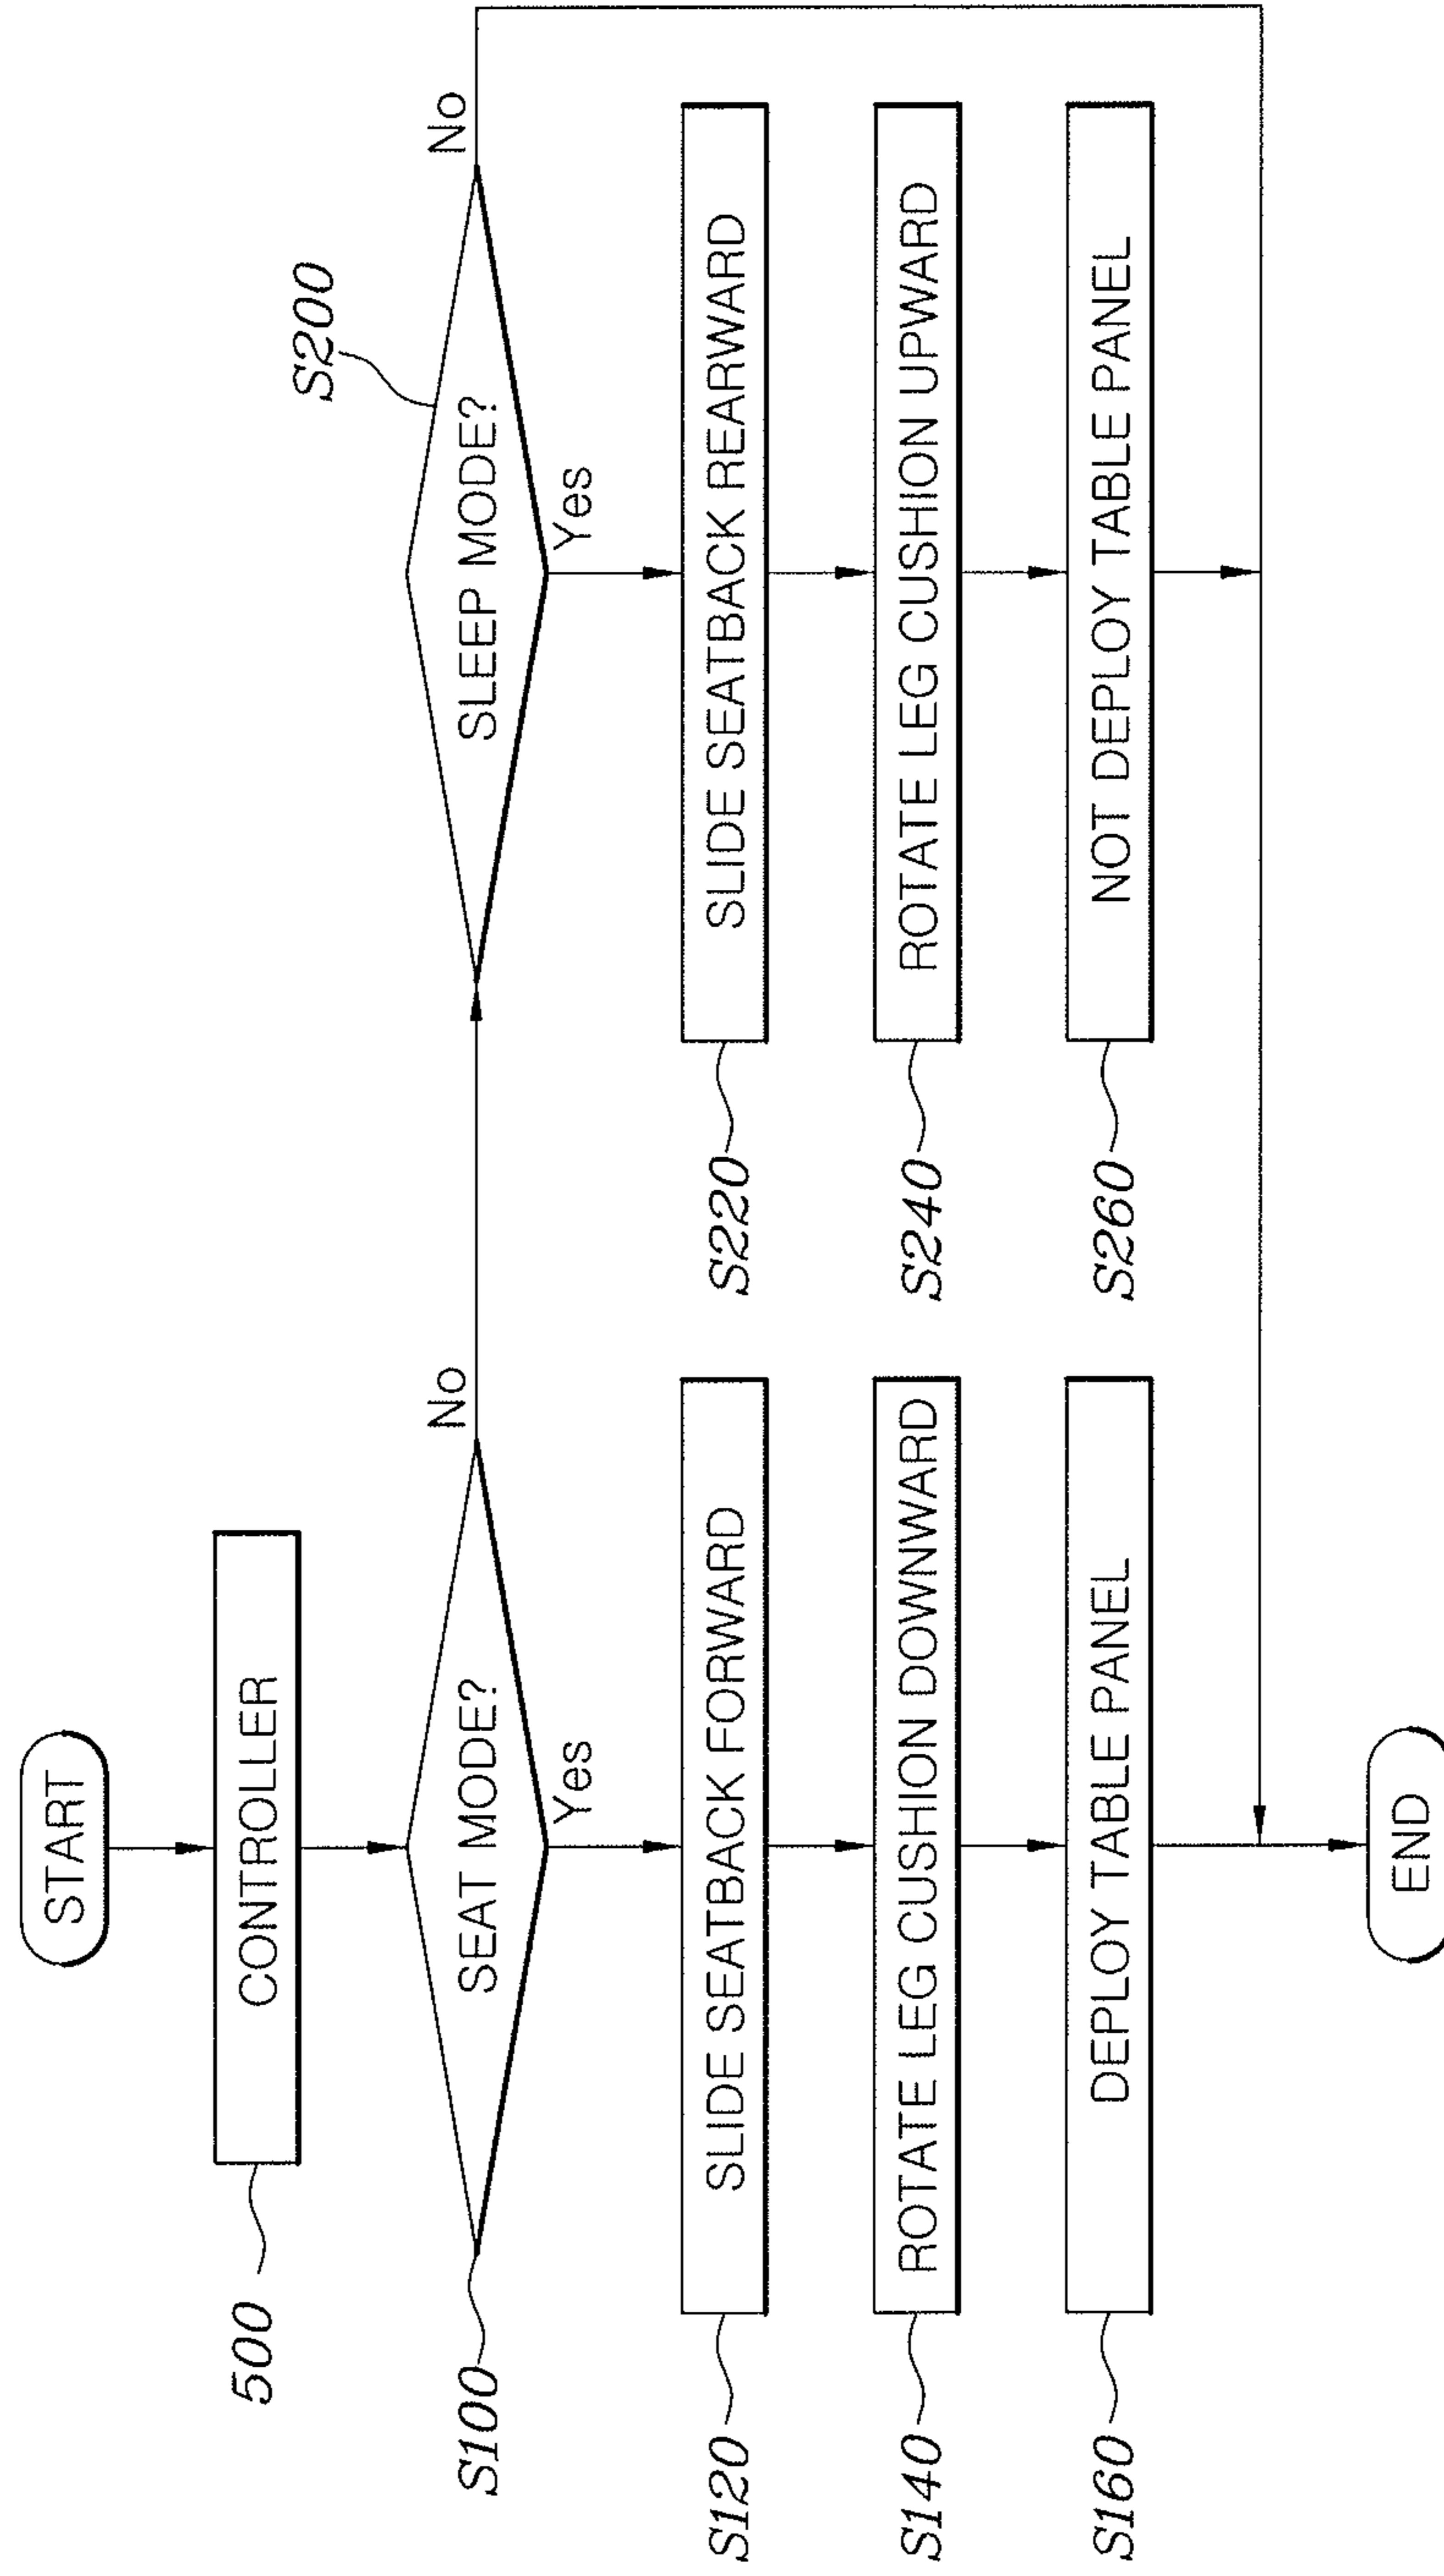 START
500
CONTROLLER
S100
SEAT MODE?
No
Yes
S200
SLEEP MODE?
No
Yes
S120
SLIDE SEATBACK FORWARD
S220
SLIDE SEATBACK REARWARD
S140
ROTATE LEG CUSHION DOWNWARD
S240
ROTATE LEG CUSHION UPWARD
S160
DEPLOY TABLE PANEL
S260
NOT DEPLOY TABLE PANEL
END